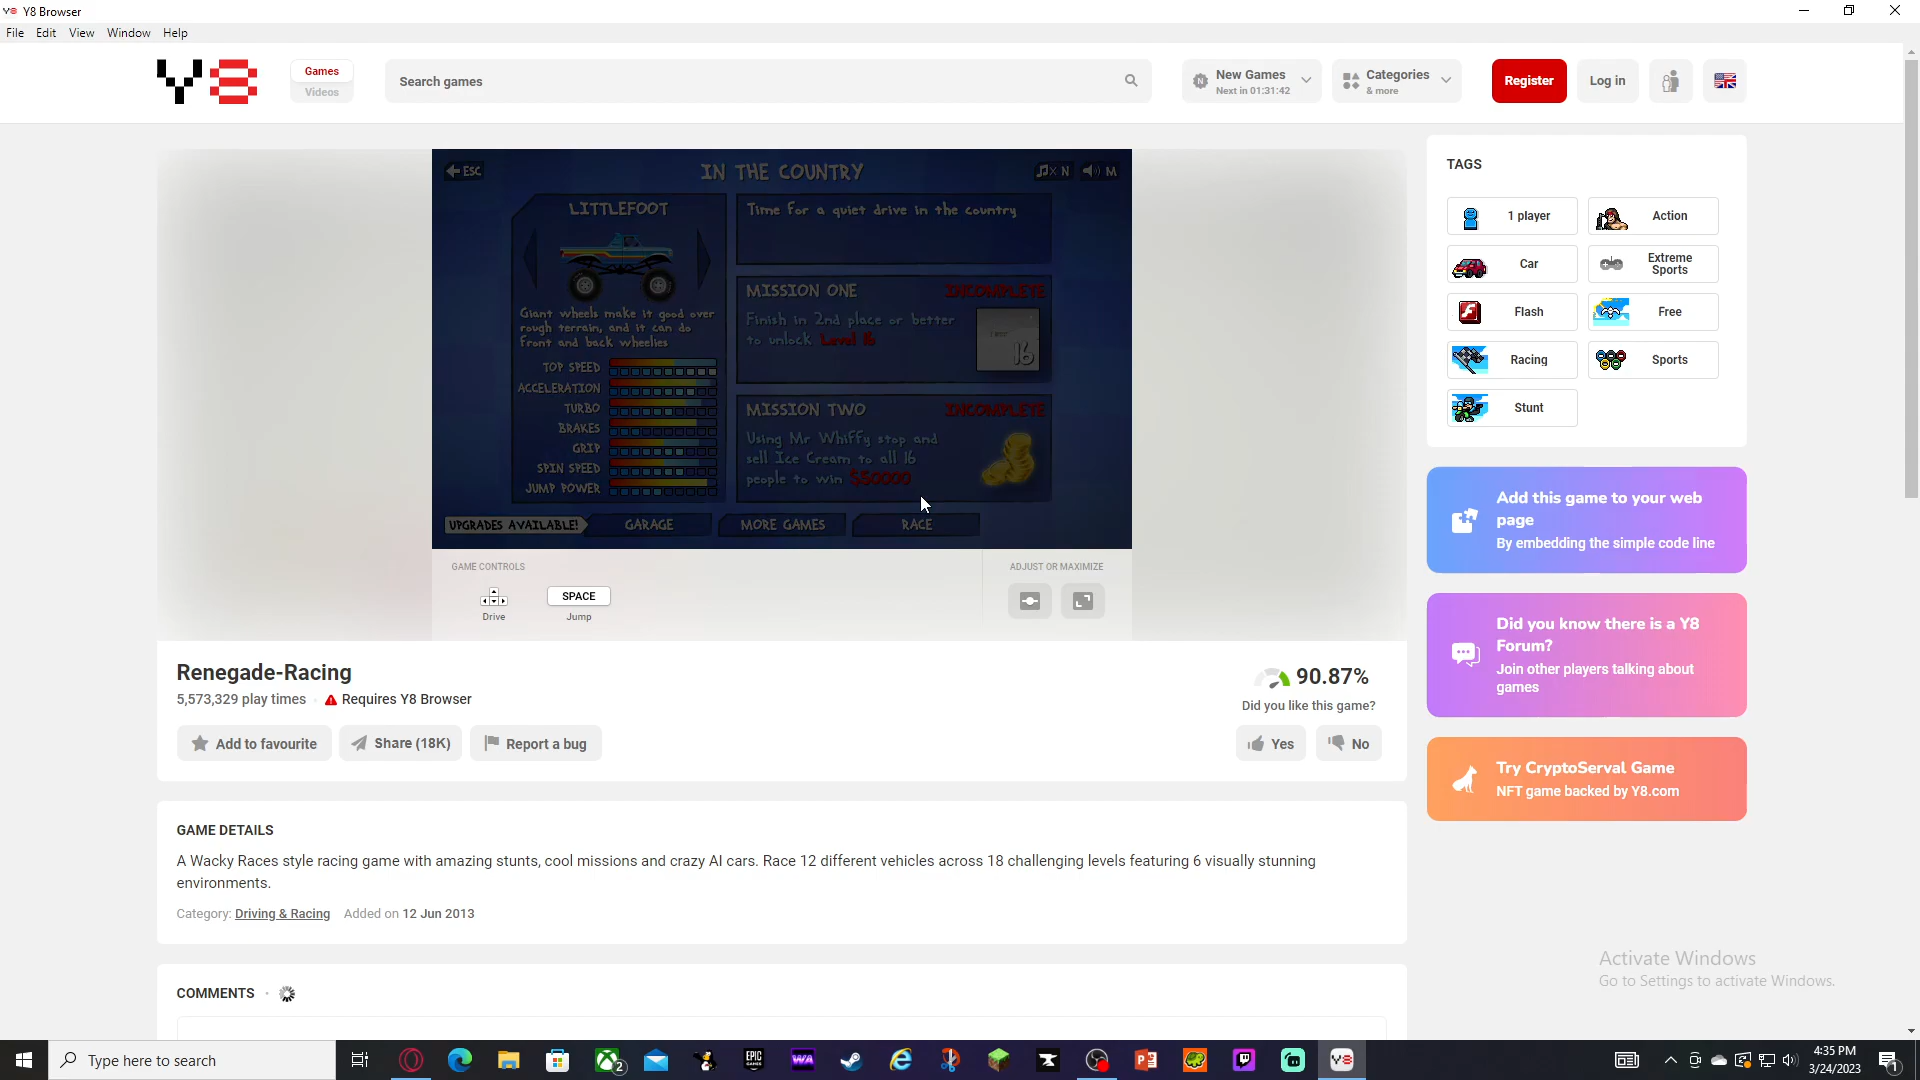 Y8 Browser
File Edit View Window Help
Y8
Games
Videos
Search games
New Games
Next in 01:31:42
Categories
& more
Register
Log in
ESC
IN THE COUNTRY
N
M
LITTLEFOOT
Giant wheels make it good over
rough terrain, and it can do
front and back wheelies
TOP SPEED
ACCELERATION
TURBO
BRAKES
GRIP
SPIN SPEED
JUMP POWER
Time for a quiet drive in the country
MISSION ONE INCOMPLETE
Finish in 2nd place or better
to unlock Level 16
16
MISSION TWO INCOMPLETE
Using Mr Whiffy stop and
sell Ice Cream to all 16
people to win $50000
UPGRADES AVAILABLE! GARAGE MORE GAMES RACE
GAME CONTROLS
Drive
SPACE
Jump
ADJUST OR MAXIMIZE
Renegade-Racing
5,573,329 play times · Requires Y8 Browser
Add to favourite Share (18K) Report a bug
90.87%
Did you like this game?
Yes No
GAME DETAILS
A Wacky Races style racing game with amazing stunts, cool missions and crazy AI cars. Race 12 different vehicles across 18 challenging levels featuring 6 visually stunning
environments.
Category: Driving & Racing Added on 12 Jun 2013
COMMENTS ·
TAGS
1 player Action
Car Extreme
Sports
Flash Free
Racing Sports
Stunt
Add this game to your web
page
By embedding the simple code line
Did you know there is a Y8
Forum?
Join other players talking about
games
Try CryptoServal Game
NFT game backed by Y8.com
Activate Windows
Go to Settings to activate Windows.
Type here to search
2
EPIC
GAMES
WA
Y8
4:35 PM
3/24/2023
1